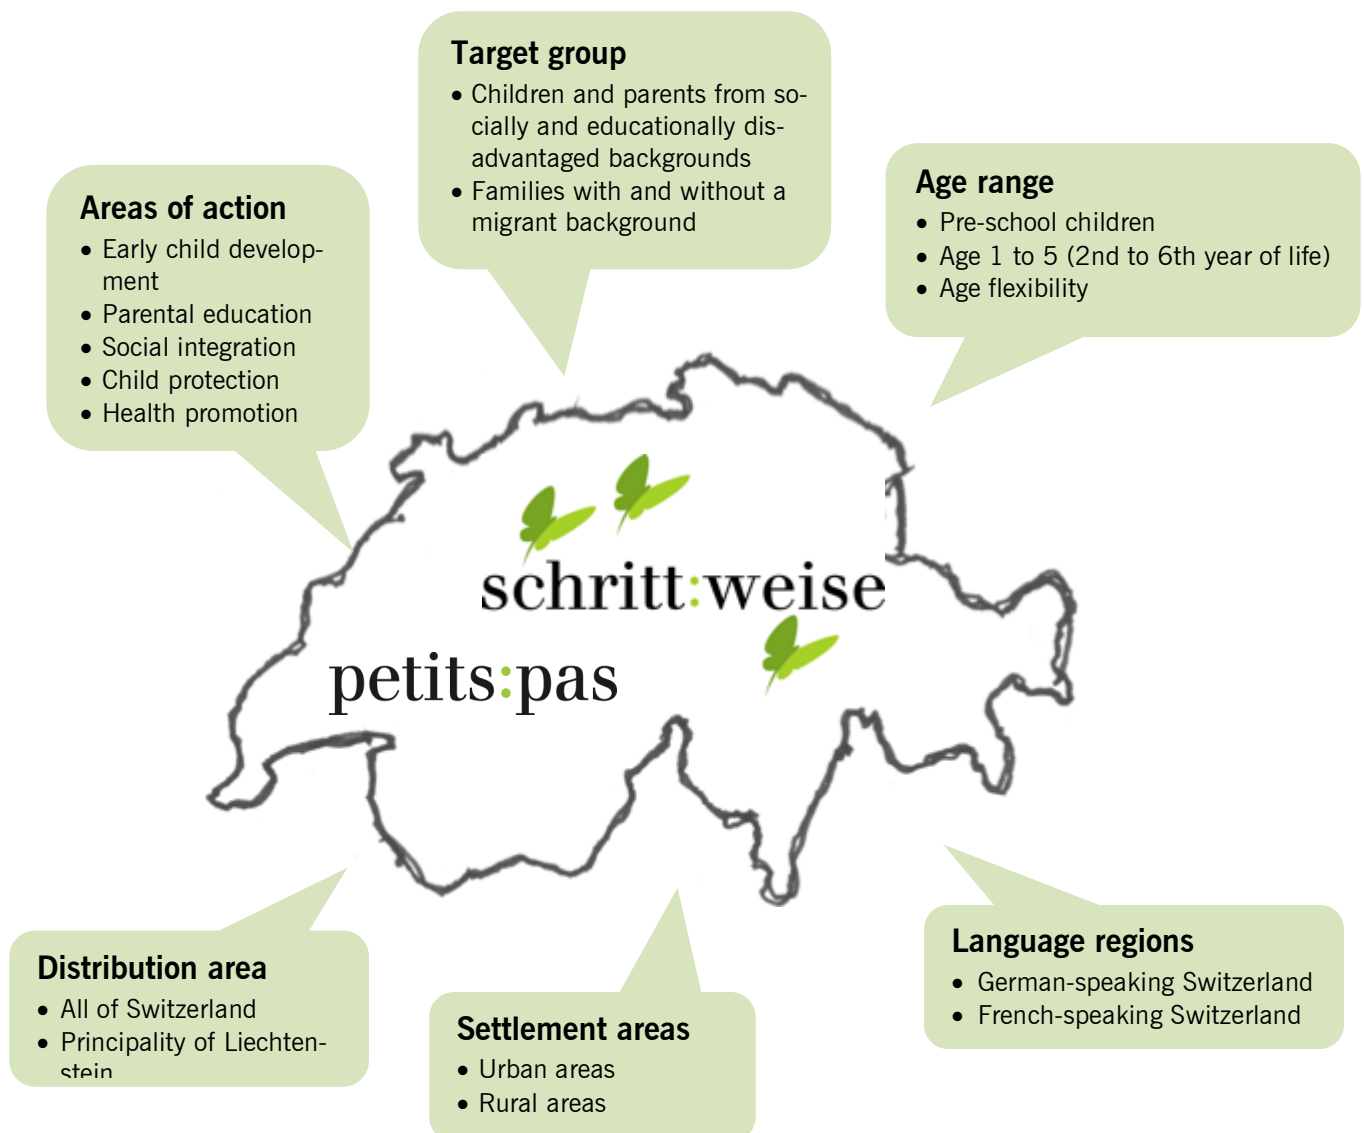 Target group
• Children and parents from so-
cially and educationally dis-
advantaged backgrounds
• Families with and without a
migrant background
Areas of action
• Early child develop-
ment
• Parental education
• Social integration
• Child protection
• Health promotion
Age range
• Pre-school children
• Age 1 to 5 (2nd to 6th year of life)
• Age flexibility
schritt:weise
petits:pas
Distribution area
• All of Switzerland
• Principality of Liechten-
stein
Settlement areas
• Urban areas
• Rural areas
Language regions
• German-speaking Switzerland
• French-speaking Switzerland